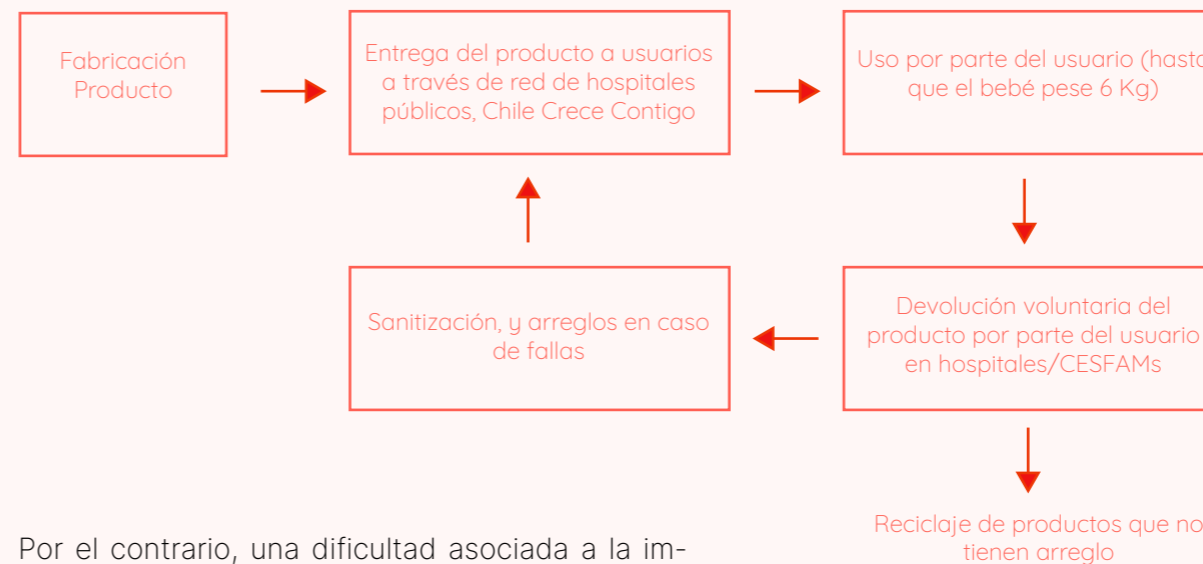 Fabricación
Producto
Entrega del producto a usuarios
a través de red de hospitales
públicos, Chile Crece Contigo
Uso por parte del usuario (hasta
que el bebé pese 6 Kg)
Sanitización, y arreglos en caso
de fallas
Devolución voluntaria del
producto por parte del usuario
en hospitales/CESFAMs
Reciclaje de productos que no
tienen arreglo
Por el contrario, una dificultad asociada a la im-